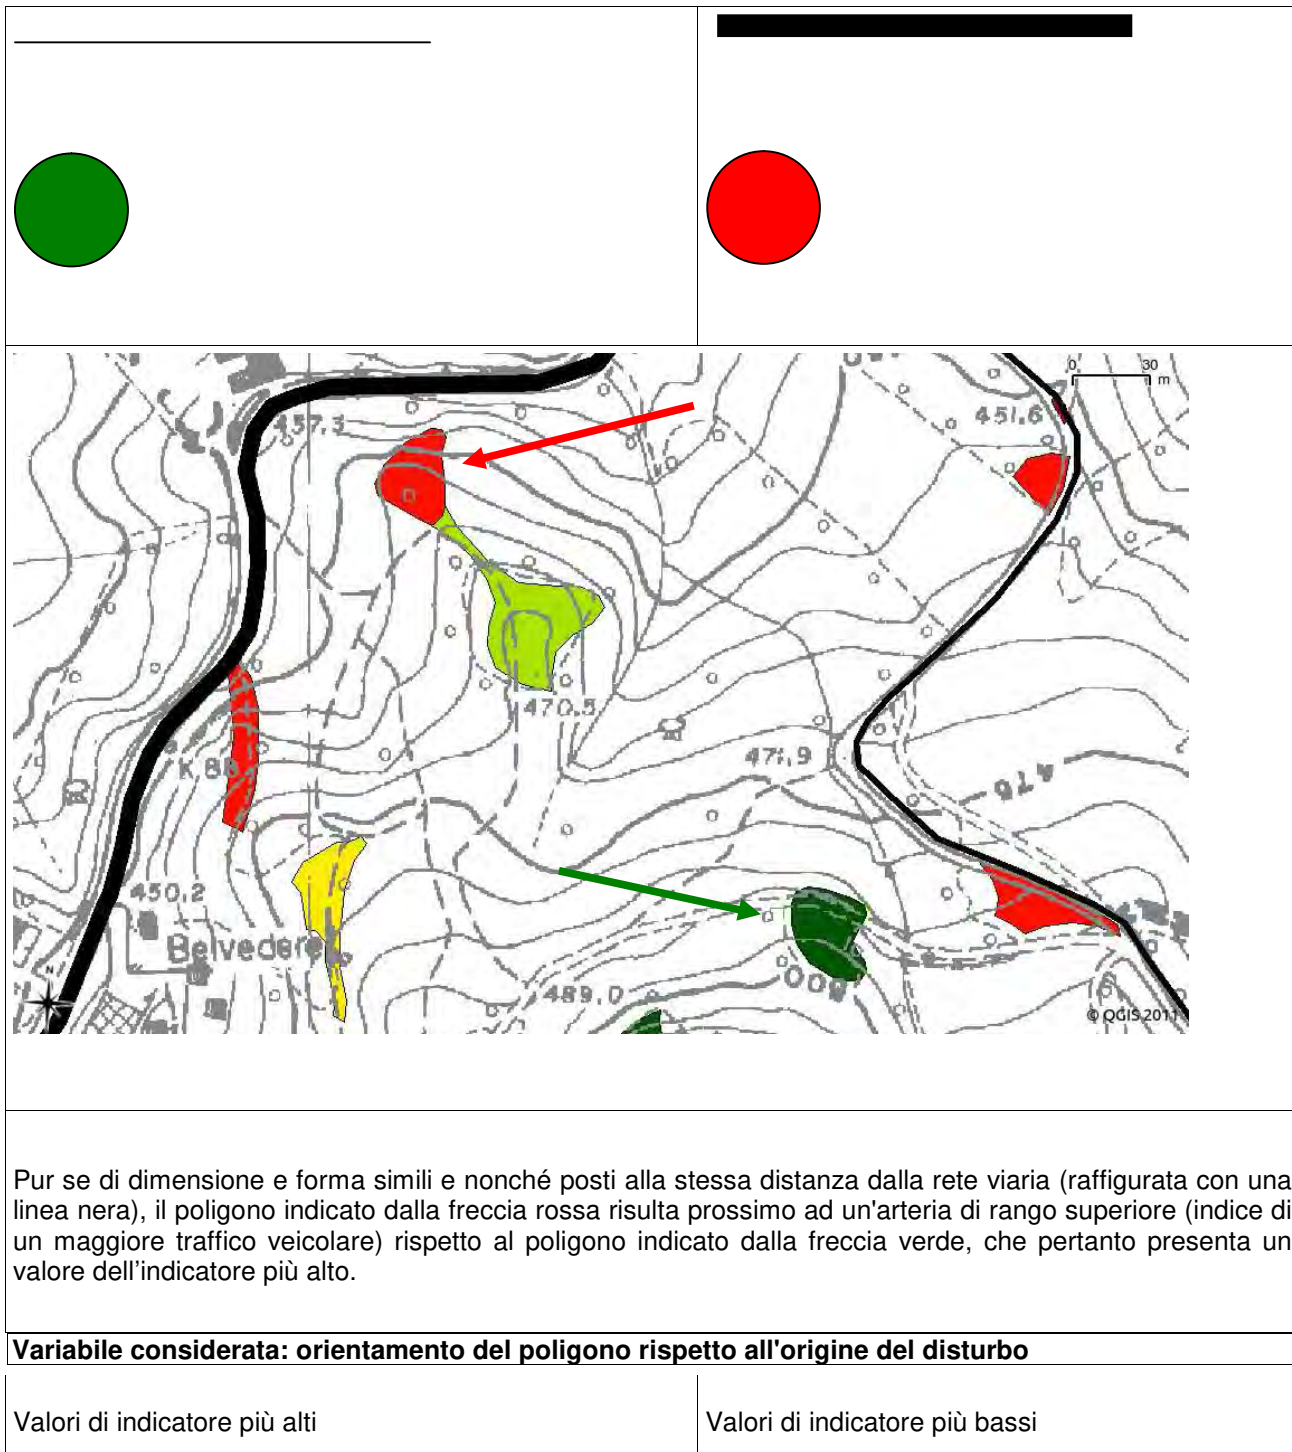 0 30
m
457,3
451,6
470,5
471,9
K 88
450,2
Belvedere
489,0
500
N
© QGIS 2011
Pur se di dimensione e forma simili e nonché posti alla stessa distanza dalla rete viaria (raffigurata con una
linea nera), il poligono indicato dalla freccia rossa risulta prossimo ad un'arteria di rango superiore (indice di
un maggiore traffico veicolare) rispetto al poligono indicato dalla freccia verde, che pertanto presenta un
valore dell'indicatore più alto.
Variabile considerata: orientamento del poligono rispetto all'origine del disturbo
Valori di indicatore più alti
Valori di indicatore più bassi